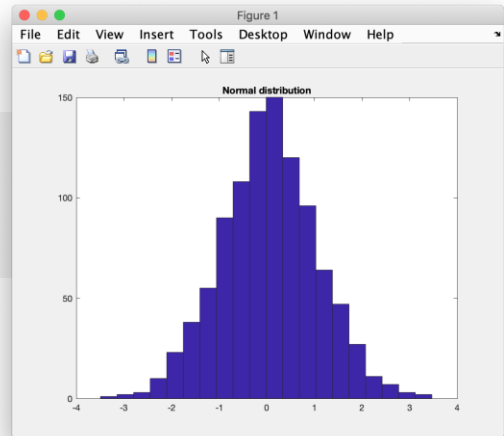 Figure 1
File Edit View Insert Tools Desktop Window Help
Normal distribution
150
100
50
0
-4 -3 -2 -1 0 1 2 3 4